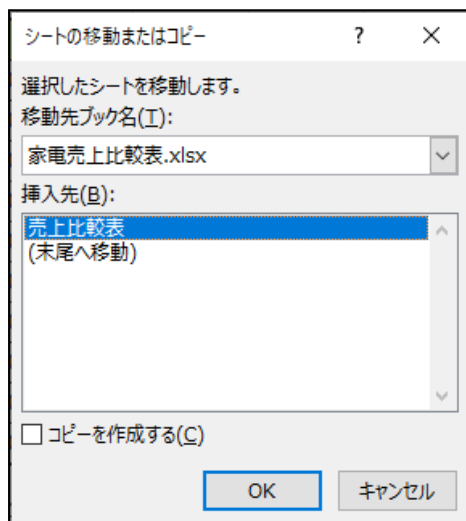 シートの移動またはコピー ? ×
選択したシートを移動します。
移動先ブック名(T):
家電売上比較表.xlsx
挿入先(B):
売上比較表
(末尾へ移動)
コピーを作成する(C)
OK キャンセル